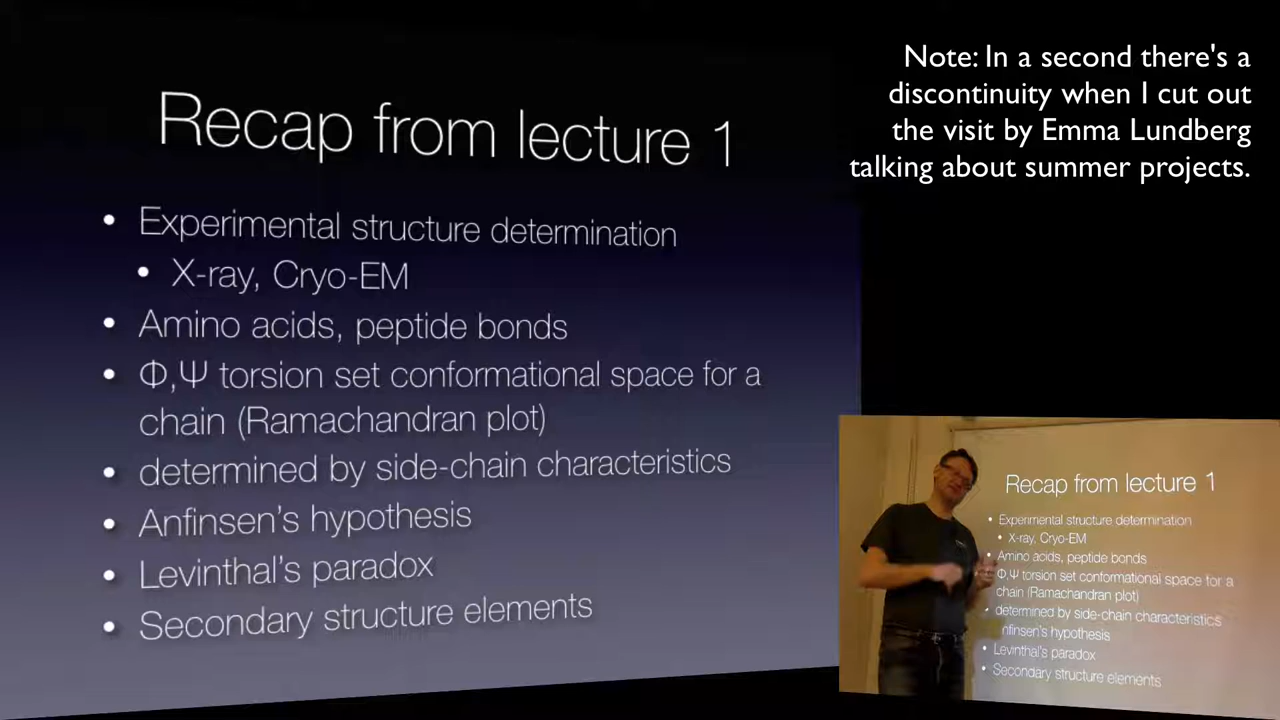 Note: In a second there's a
discontinuity when I cut out
the visit by Emma Lundberg
talking about summer projects.
Recap from lecture 1
• Experimental structure determination
• X-ray, Cryo-EM
• Amino acids, peptide bonds
• Φ,Ψ torsion set conformational space for a
chain (Ramachandran plot)
• determined by side-chain characteristics
• Anfinsen's hypothesis
• Levinthal's paradox
• Secondary structure elements
Recap from lecture 1
• Experimental structure determination
• X-ray, Cryo-EM
• Amino acids, peptide bonds
Φ,Ψ torsion set conformational space for a
chain (Ramachandran plot)
• determined by side-chain characteristics
nfinsen's hypothesis
• Levinthal's paradox
• Secondary structure elements